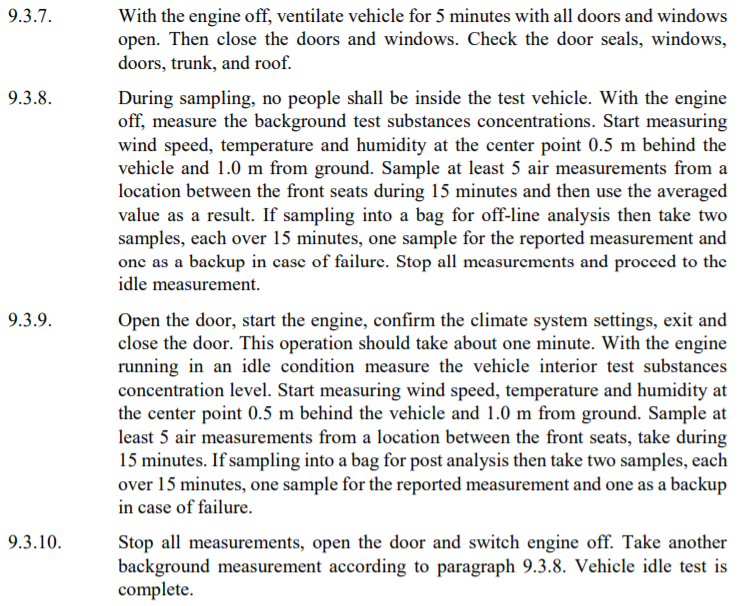 9.3.7. With the engine off, ventilate vehicle for 5 minutes with all doors and windows
open. Then close the doors and windows. Check the door seals, windows,
doors, trunk, and roof.
9.3.8. During sampling, no people shall be inside the test vehicle. With the engine
off, measure the background test substances concentrations. Start measuring
wind speed, temperature and humidity at the center point 0.5 m behind the
vehicle and 1.0 m from ground. Sample at least 5 air measurements from a
location between the front seats during 15 minutes and then use the averaged
value as a result. If sampling into a bag for off-line analysis then take two
samples, each over 15 minutes, one sample for the reported measurement and
one as a backup in case of failure. Stop all measurements and proceed to the
idle measurement.
9.3.9. Open the door, start the engine, confirm the climate system settings, exit and
close the door. This operation should take about one minute. With the engine
running in an idle condition measure the vehicle interior test substances
concentration level. Start measuring wind speed, temperature and humidity at
the center point 0.5 m behind the vehicle and 1.0 m from ground. Sample at
least 5 air measurements from a location between the front seats, take during
15 minutes. If sampling into a bag for post analysis then take two samples, each
over 15 minutes, one sample for the reported measurement and one as a backup
in case of failure.
9.3.10. Stop all measurements, open the door and switch engine off. Take another
background measurement according to paragraph 9.3.8. Vehicle idle test is
complete.